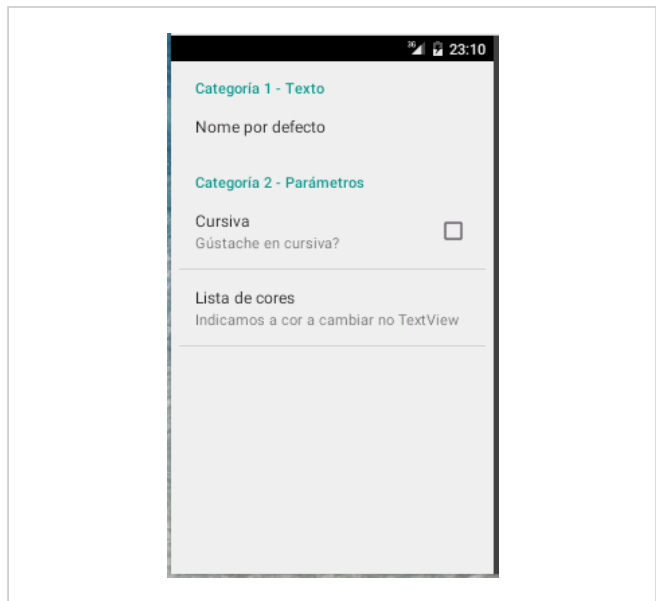 3G 23:10
Categoría 1 - Texto
Nome por defecto
Categoría 2 - Parámetros
Cursiva
Gústache en cursiva?
Lista de cores
Indicamos a cor a cambiar no TextView